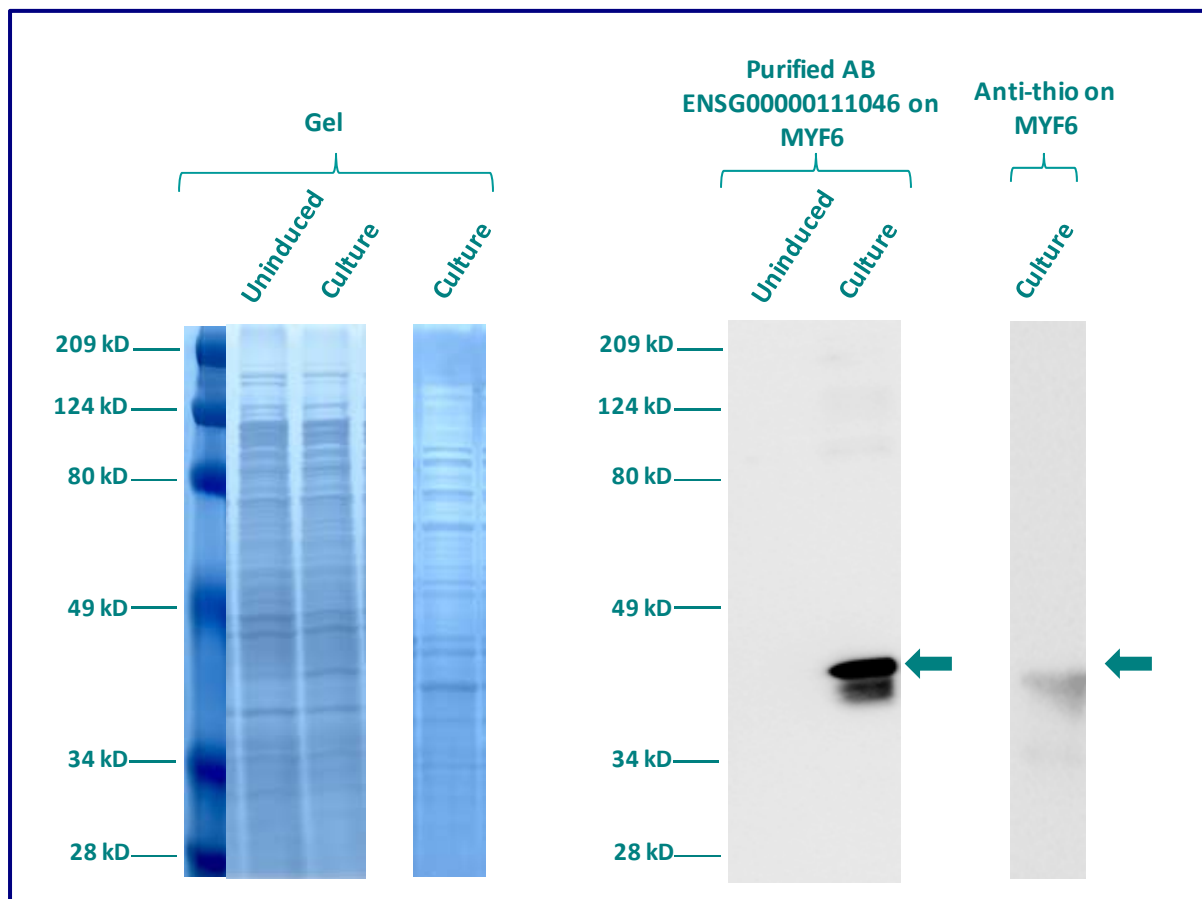 Gel
Uninduced
Culture
Culture
209 kD
124 kD
80 kD
49 kD
34 kD
28 kD
Purified AB
ENSG00000111046 on
MYF6
Uninduced
Culture
209 kD
124 kD
80 kD
49 kD
34 kD
28 kD
Anti-thio on
MYF6
Culture